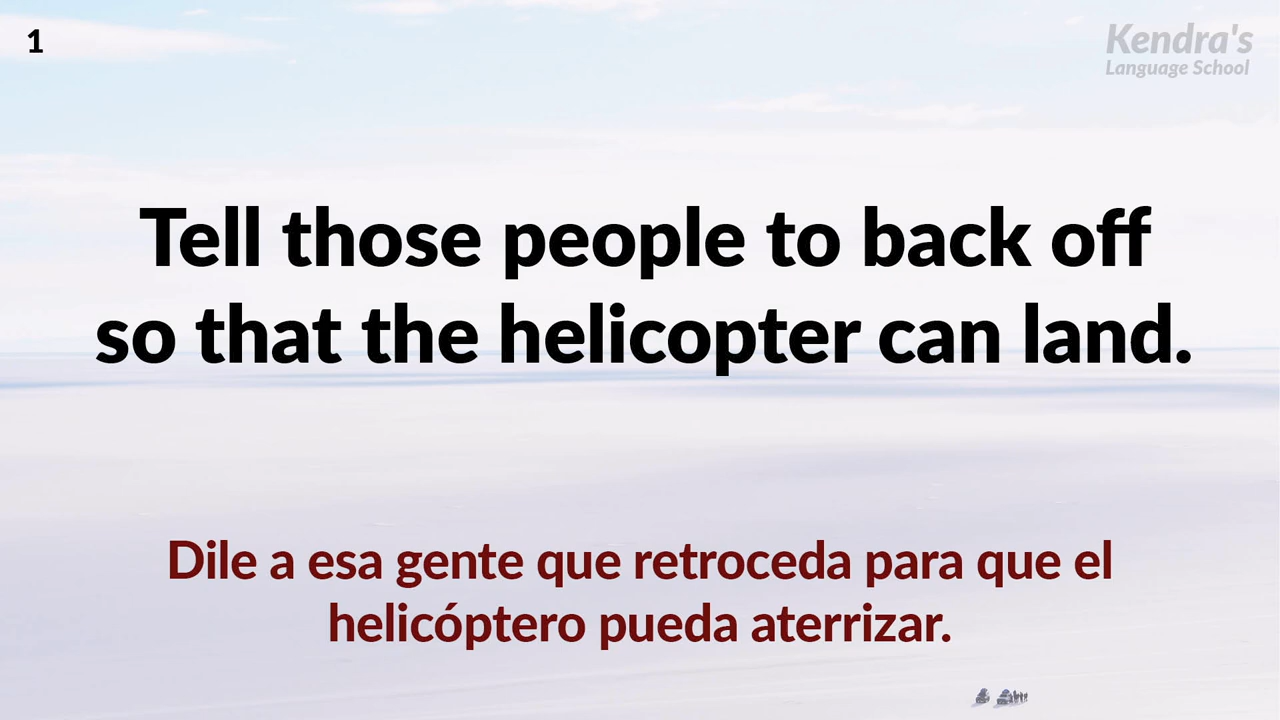 1
Kendra's
Language School
Tell those people to back off
so that the helicopter can land.
Dile a esa gente que retroceda para que el
helicóptero pueda aterrizar.